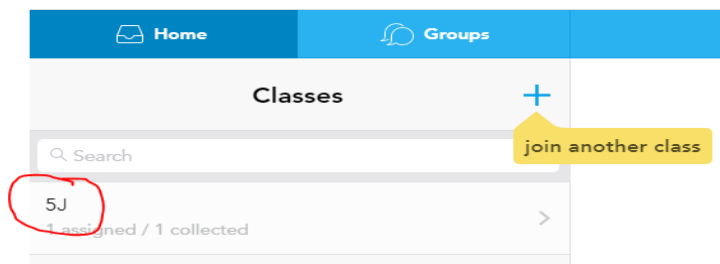 Home
Groups
Classes
join another class
Search
5J
1 assigned / 1 collected